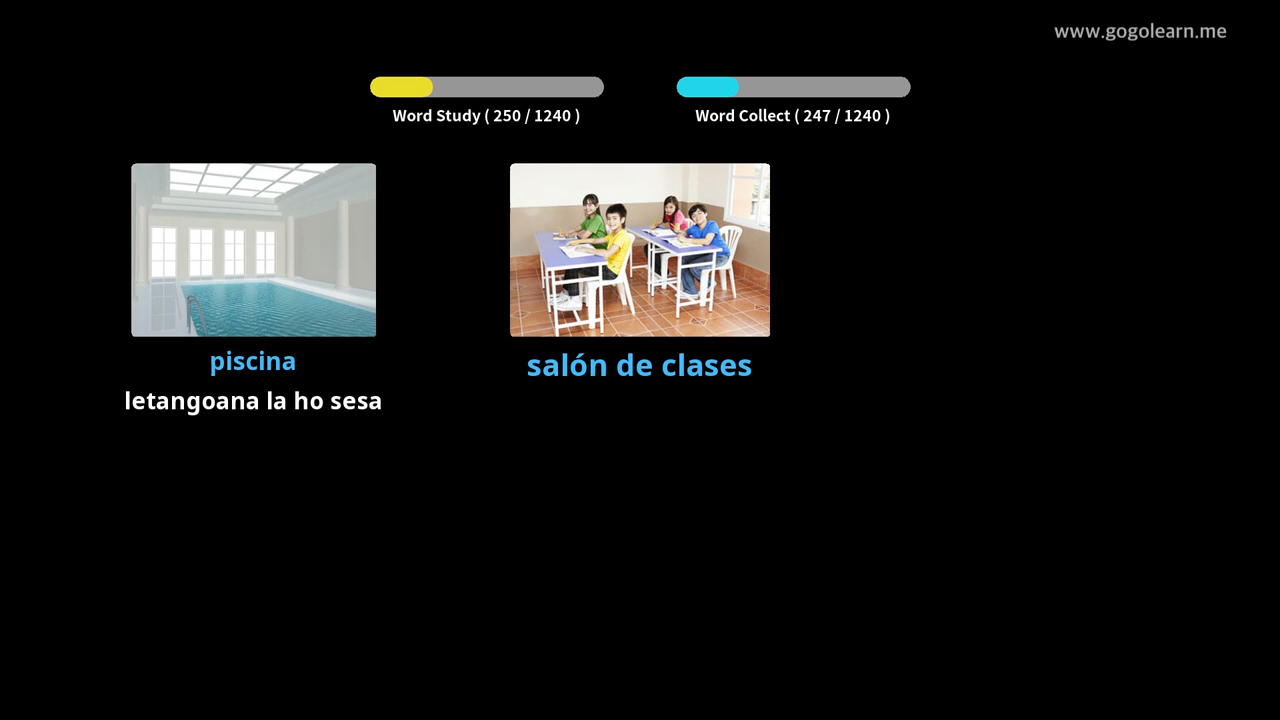 www.gogolearn.me
Word Study ( 250 / 1240 )
Word Collect ( 247 / 1240 )
piscina
letangoana la ho sesa
salón de clases